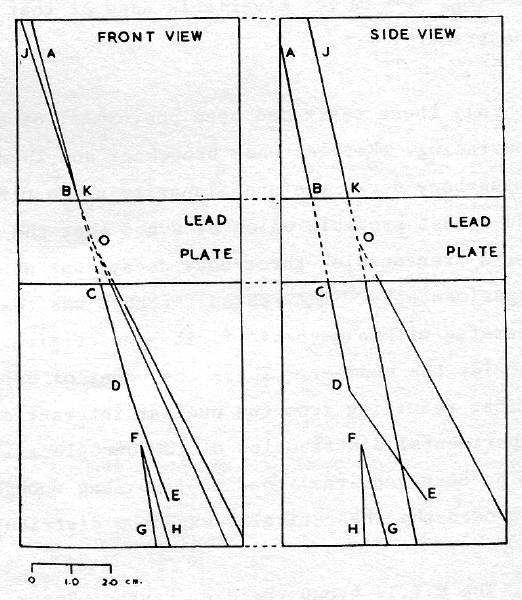 FRONT VIEW
SIDE VIEW
J A
A J
B K
B K
LEAD
PLATE
LEAD
PLATE
O
O
C
C
D
D
F
F
E
E
G H
H G
0 1.0 2.0 cm.